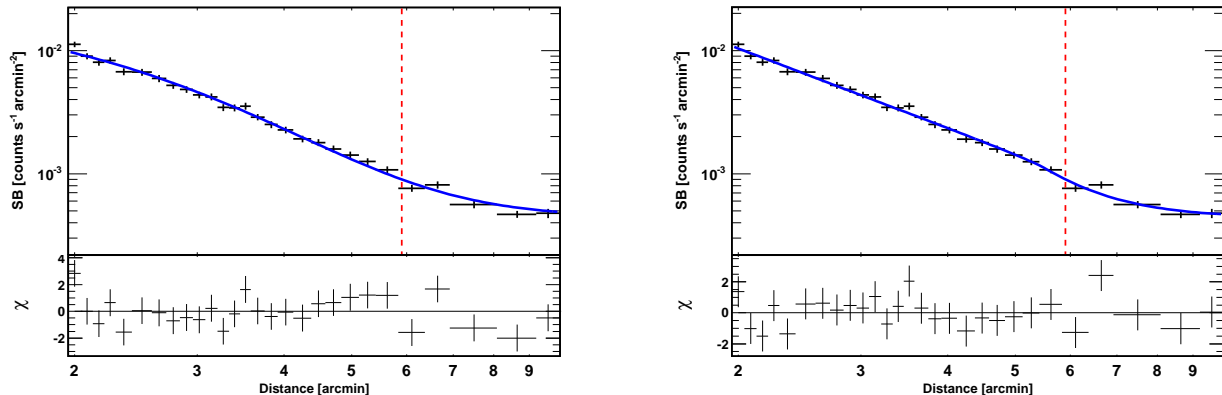 SB [counts s⁻¹ arcmin⁻²]
10⁻²
10⁻³
χ
4
2
0
-2
2 3 4 5 6 7 8 9
Distance [arcmin]
SB [counts s⁻¹ arcmin⁻²]
10⁻²
10⁻³
χ
2
0
-2
2 3 4 5 6 7 8 9
Distance [arcmin]